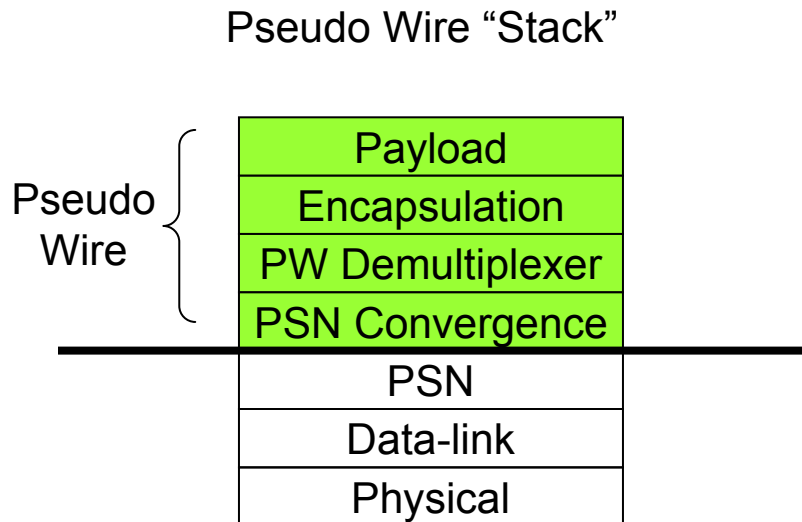 Pseudo Wire “Stack”
Pseudo
Wire
Payload
Encapsulation
PW Demultiplexer
PSN Convergence
PSN
Data-link
Physical